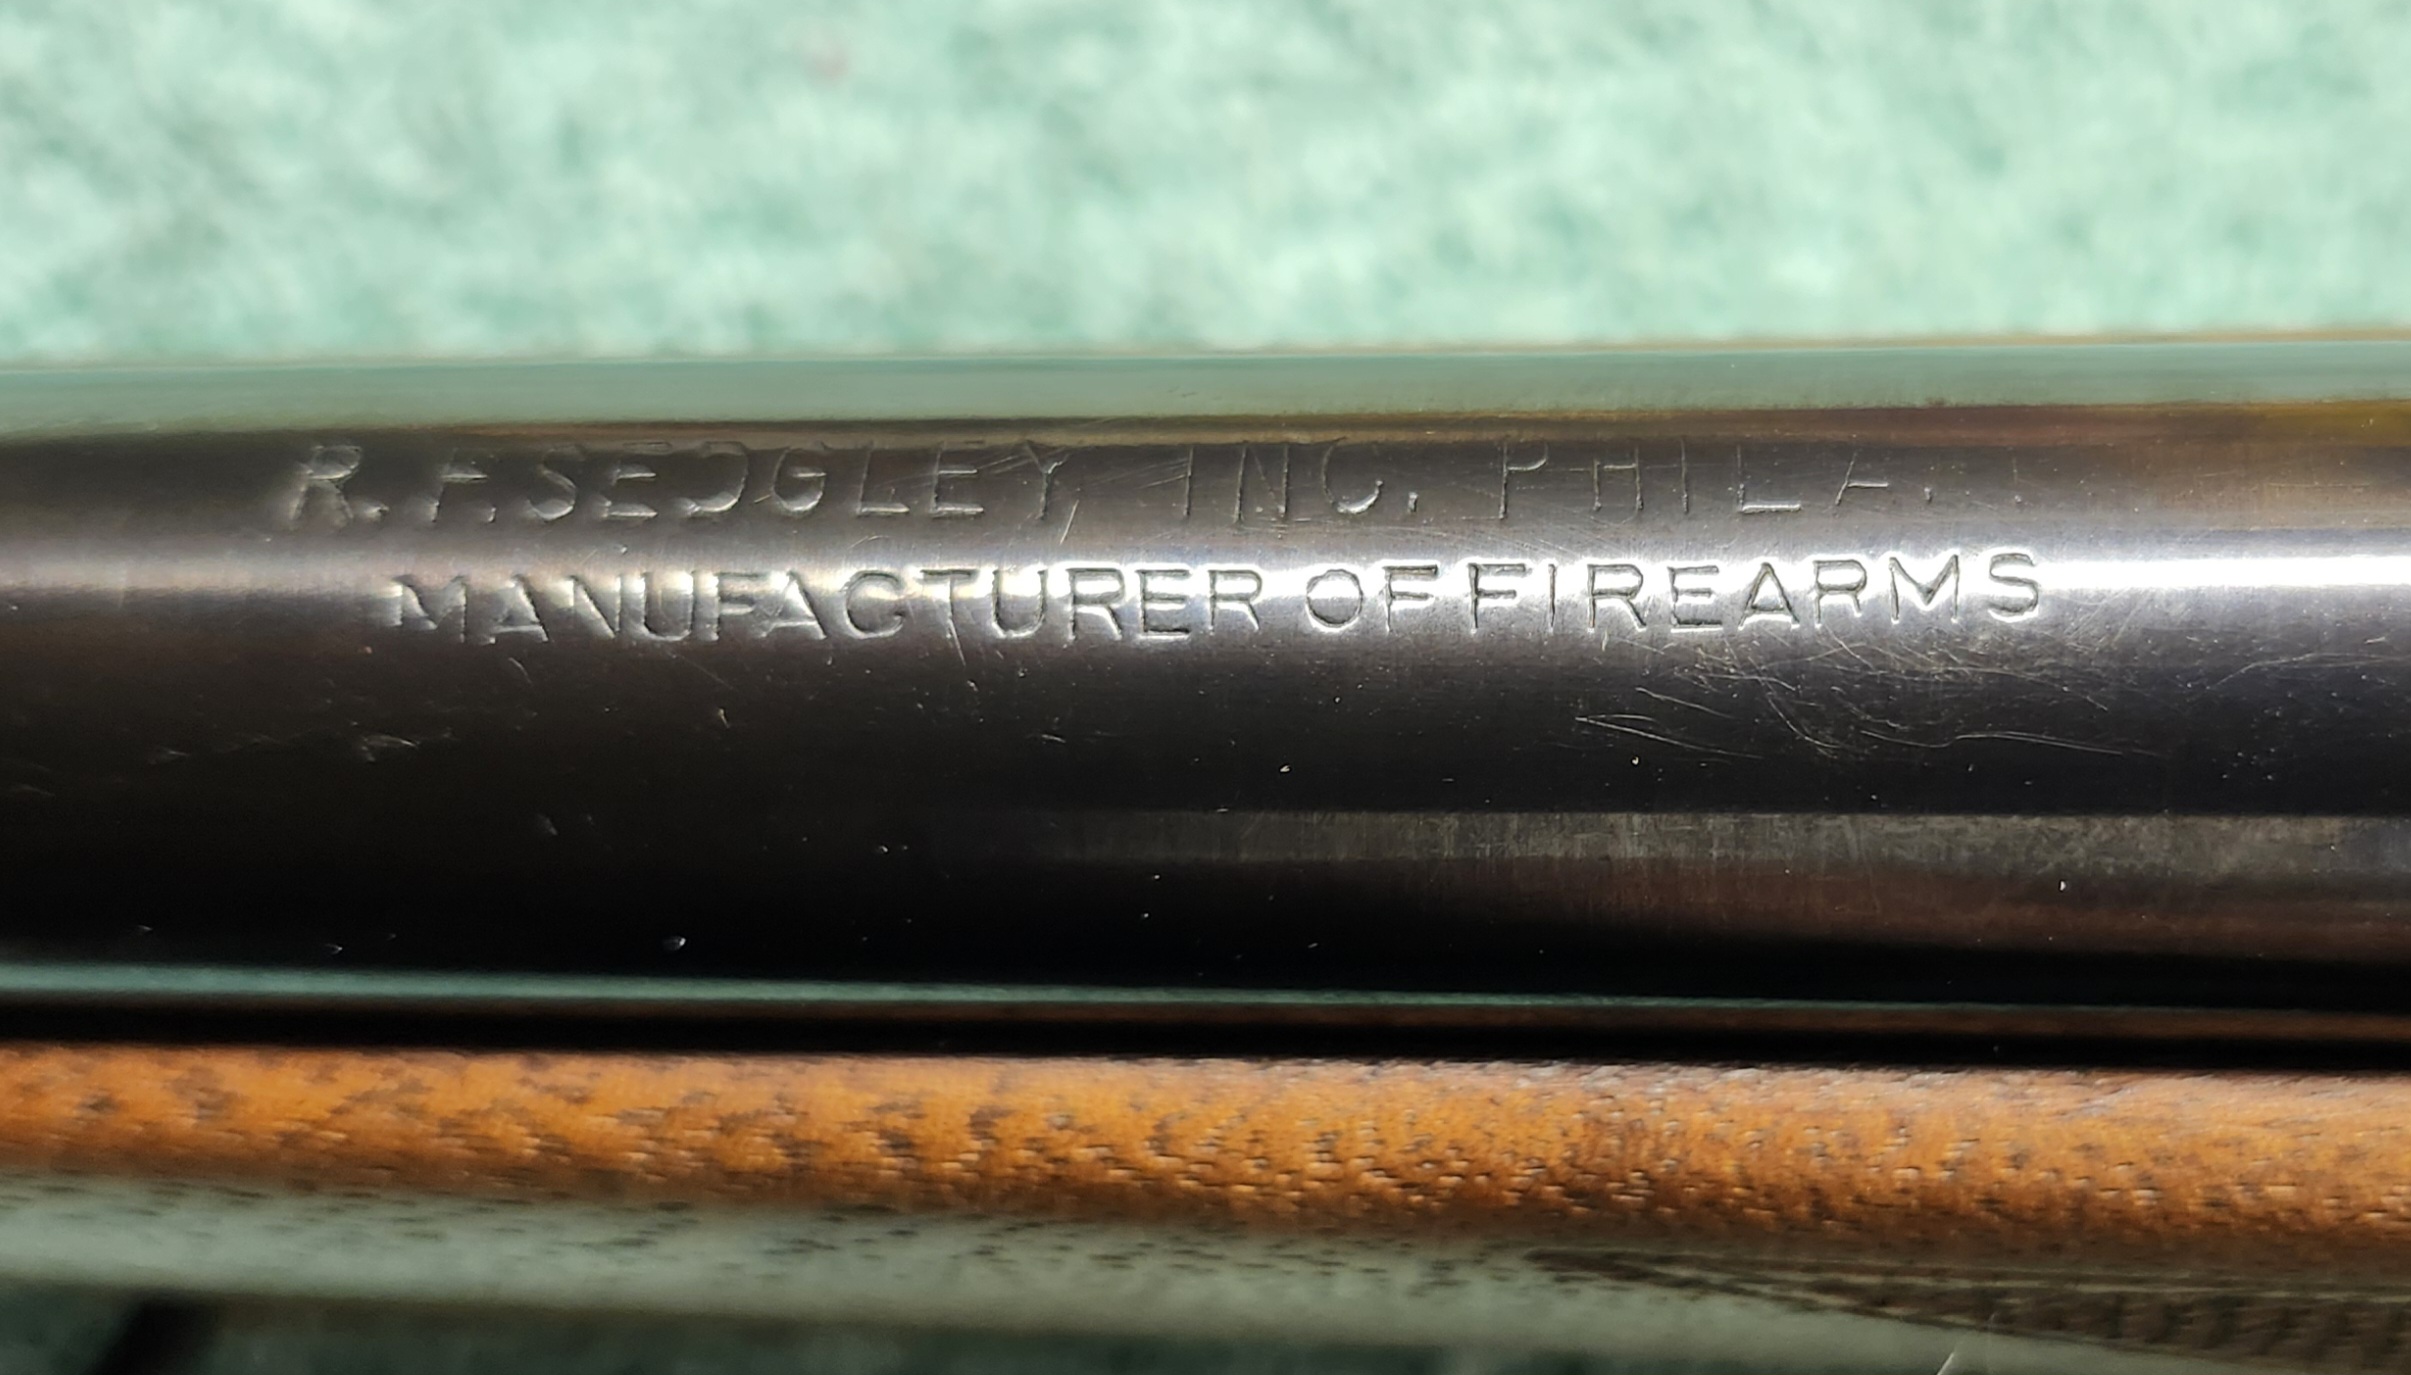 R. F. SEDGLEY, INC. PHILA.
MANUFACTURER OF FIREARMS